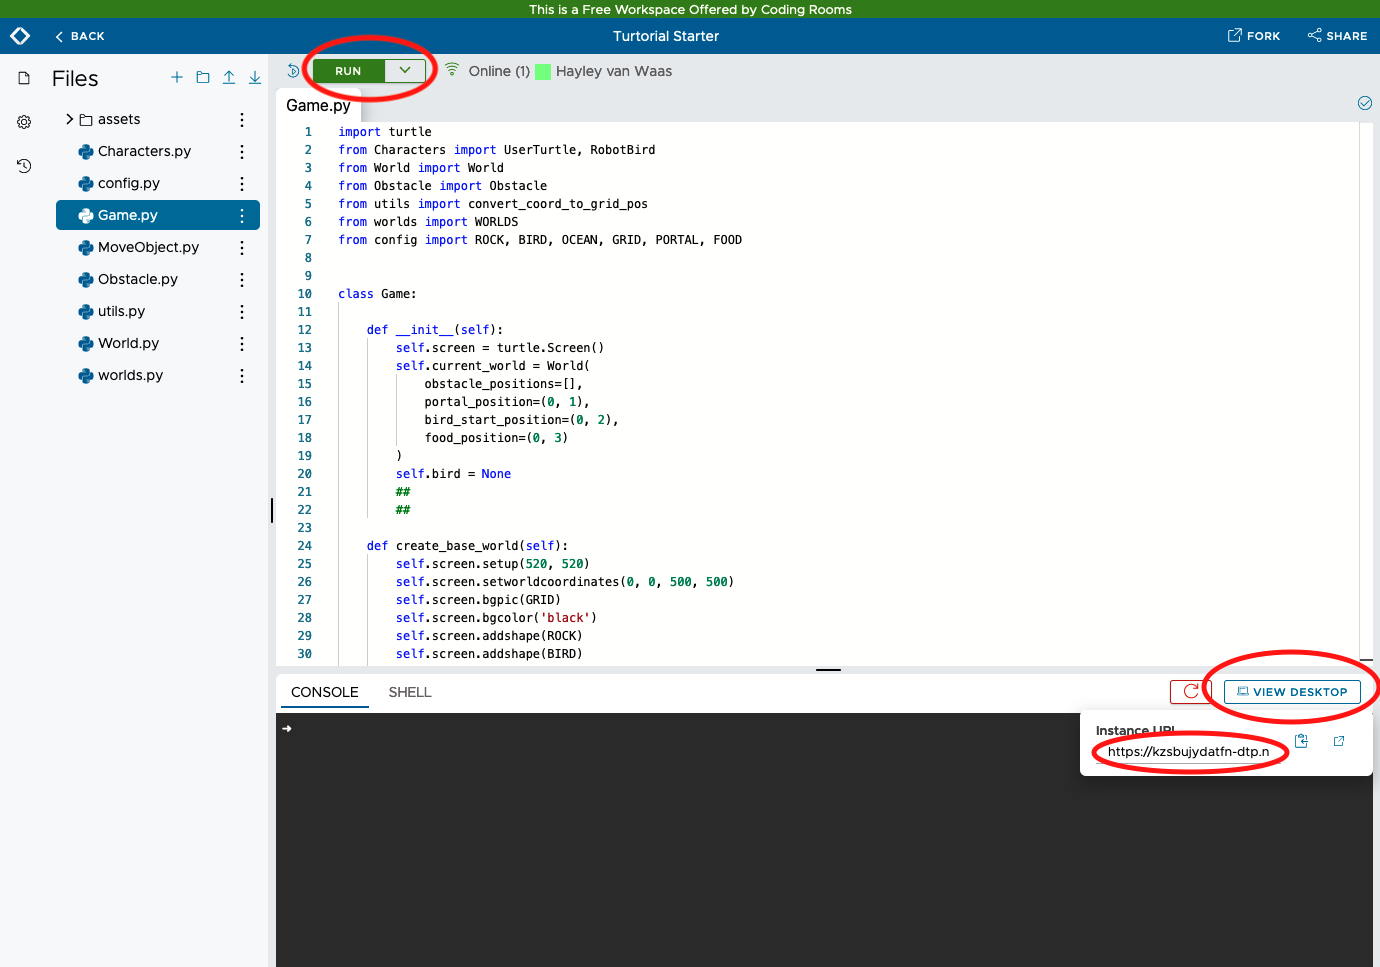 This is a Free Workspace Offered by Coding Rooms
BACK
Turtorial Starter
FORK
SHARE
Files
RUN
Online (1) Hayley van Waas
assets
Characters.py
config.py
Game.py
MoveObject.py
Obstacle.py
utils.py
World.py
worlds.py
Game.py
1 import turtle
2 from Characters import UserTurtle, RobotBird
3 from World import World
4 from Obstacle import Obstacle
5 from utils import convert_coord_to_grid_pos
6 from worlds import WORLDS
7 from config import ROCK, BIRD, OCEAN, GRID, PORTAL, FOOD
8
9
10 class Game:
11
12     def __init__(self):
13         self.screen = turtle.Screen()
14         self.current_world = World(
15             obstacle_positions=[],
16             portal_position=(0, 1),
17             bird_start_position=(0, 2),
18             food_position=(0, 3)
19         )
20         self.bird = None
21         ##
22         ##
23
24     def create_base_world(self):
25         self.screen.setup(520, 520)
26         self.screen.setworldcoordinates(0, 0, 500, 500)
27         self.screen.bgpic(GRID)
28         self.screen.bgcolor('black')
29         self.screen.addshape(ROCK)
30         self.screen.addshape(BIRD)
CONSOLE
SHELL
VIEW DESKTOP
Instance URL
https://kzsbujydatfn-dtp.n